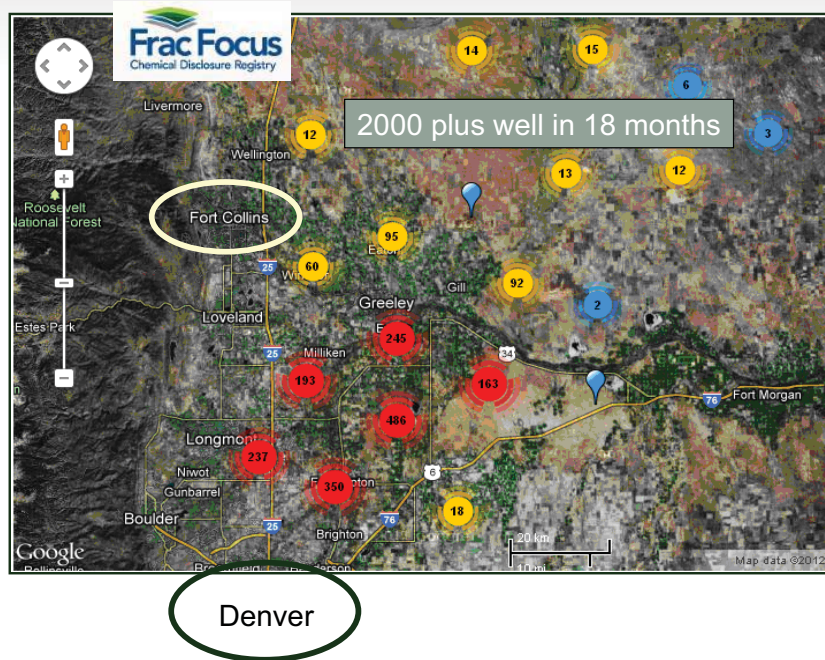 Frac Focus
Chemical Disclosure Registry
14
15
6
Livermore
2000 plus well in 18 months
12
3
Wellington
13
12
Roosevelt
National Forest
Fort Collins
95
25
60
92
Gill
Greeley
2
Loveland
Estes Park
245
25
Milliken
34
193
163
76
Fort Morgan
486
Longmont
237
6
Niwot
350
Gunbarrel
18
Boulder
76
25
Brighton
20 km
Google
10 mi
Map data ©2012
Denver